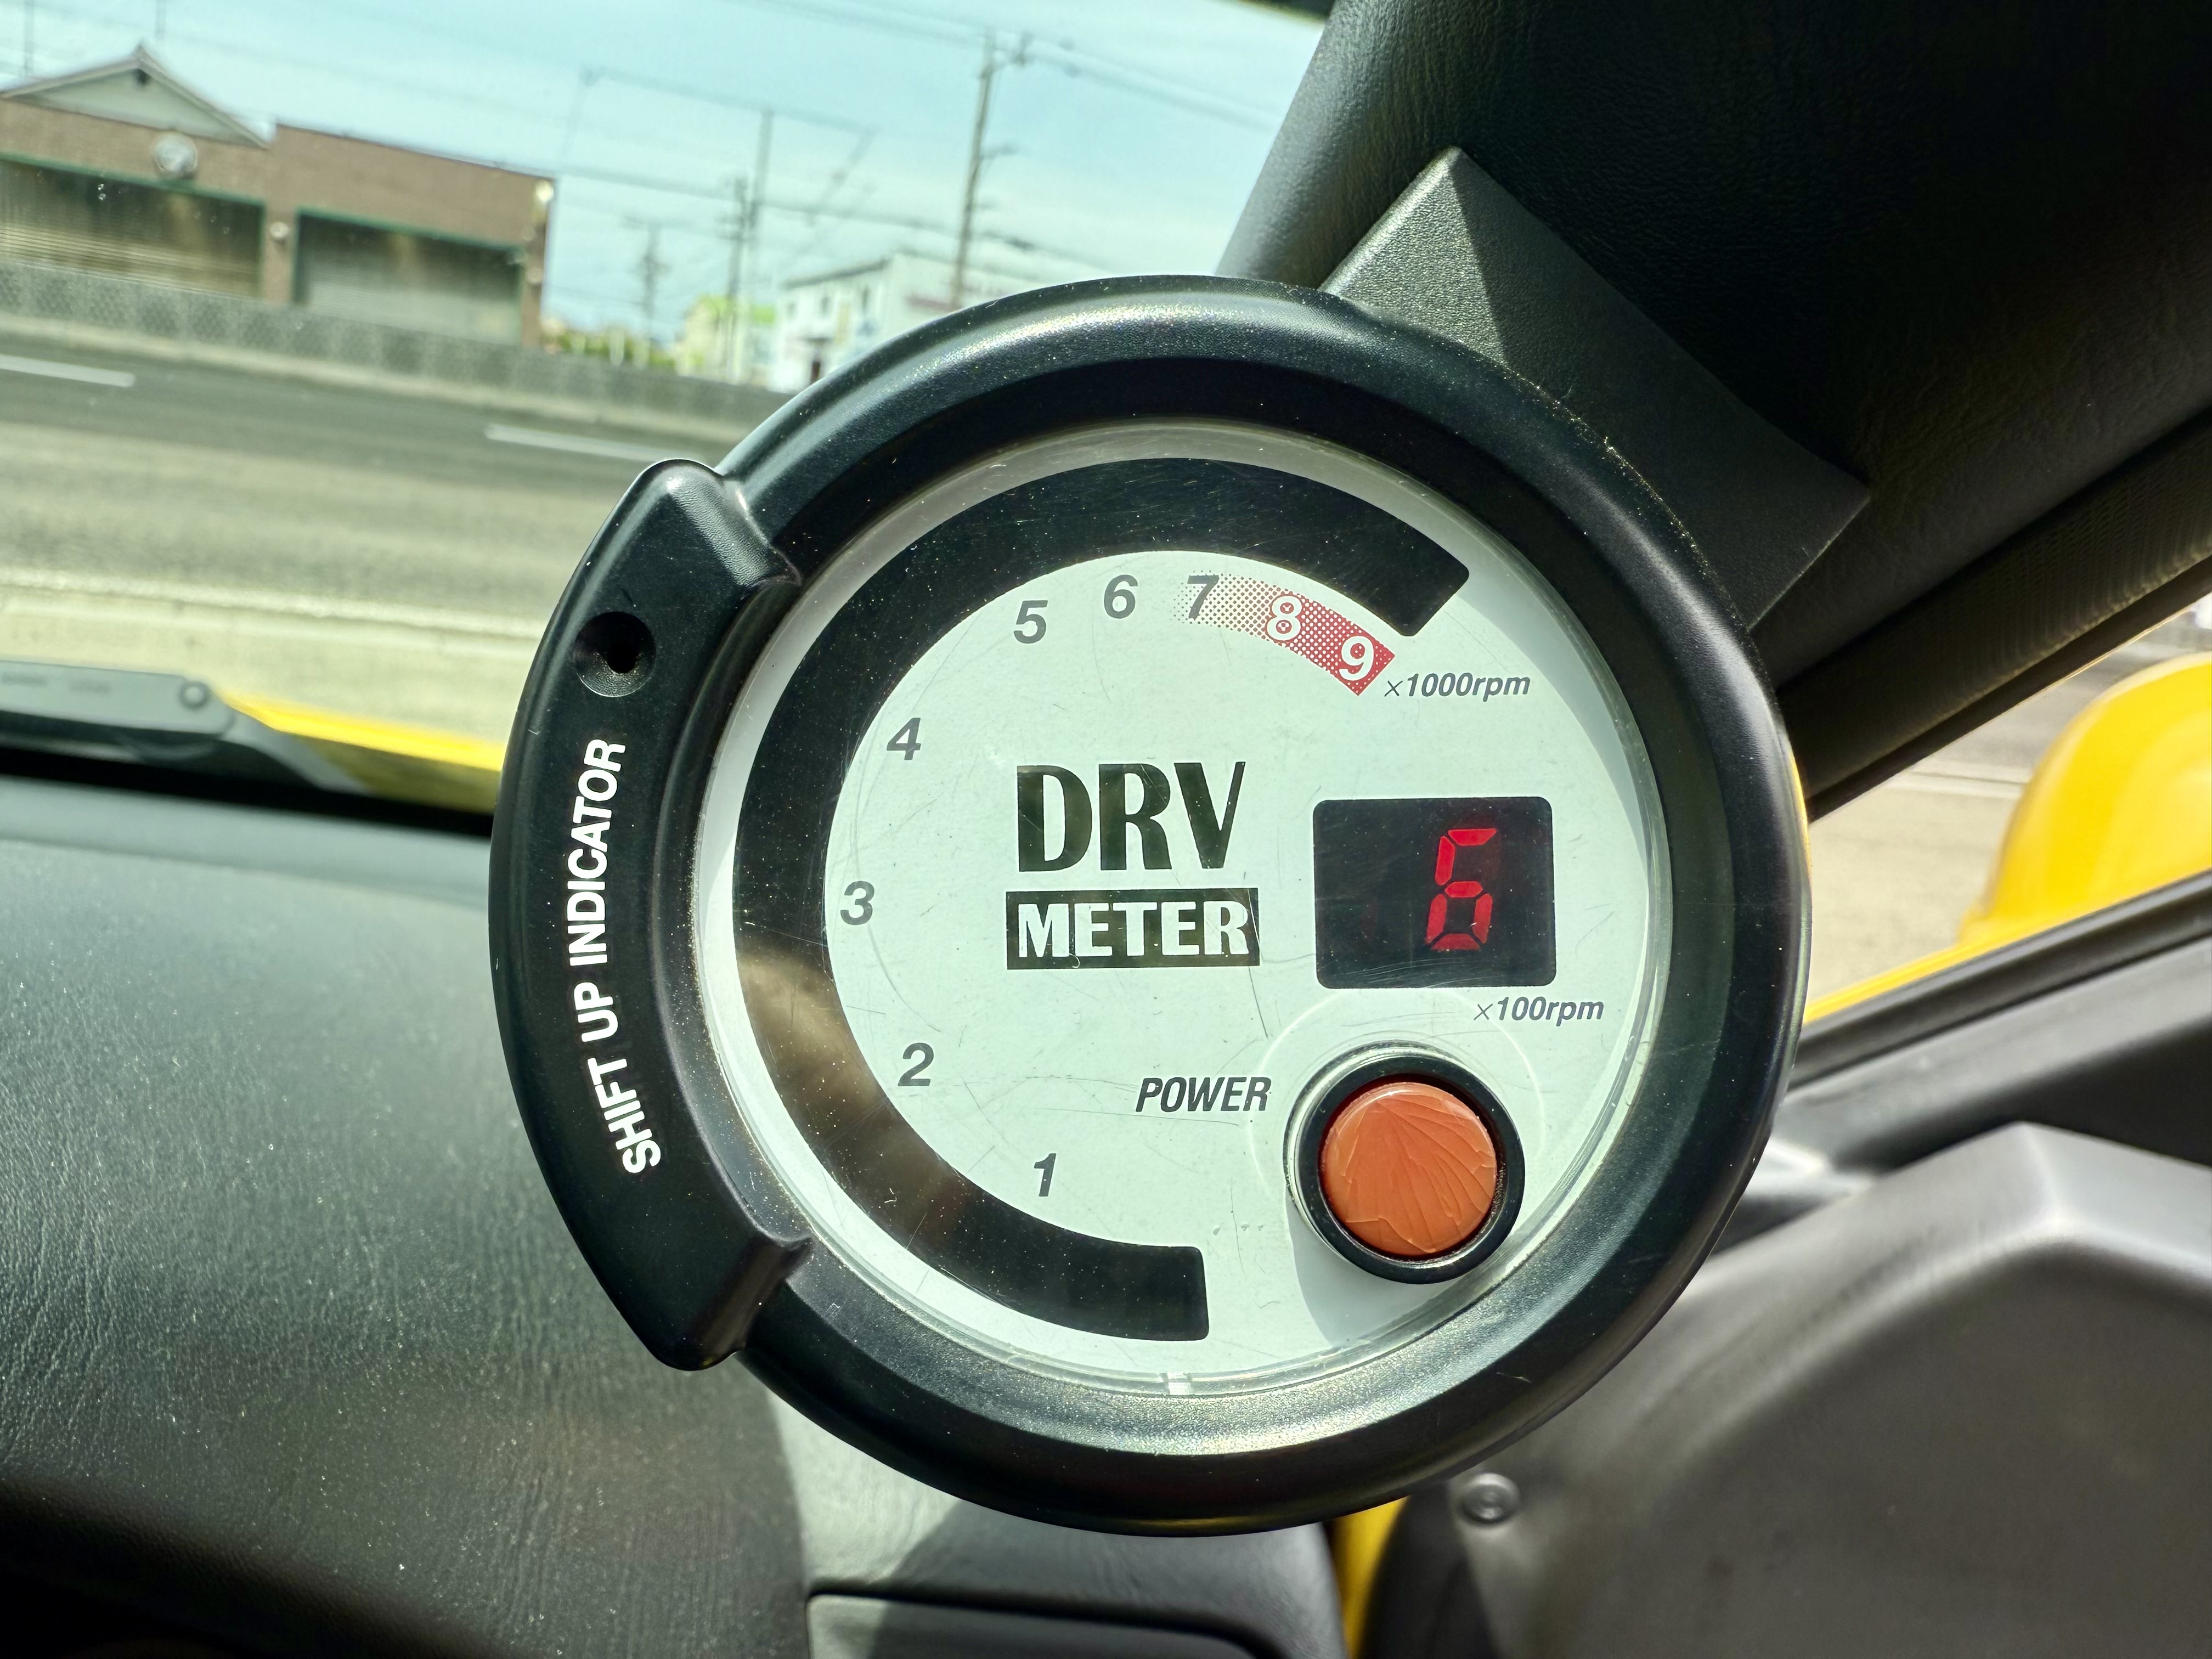 SHIFT UP INDICATOR
1
2
3
4
5
6
7
8
9
×1000rpm
DRV
METER
6
×100rpm
POWER